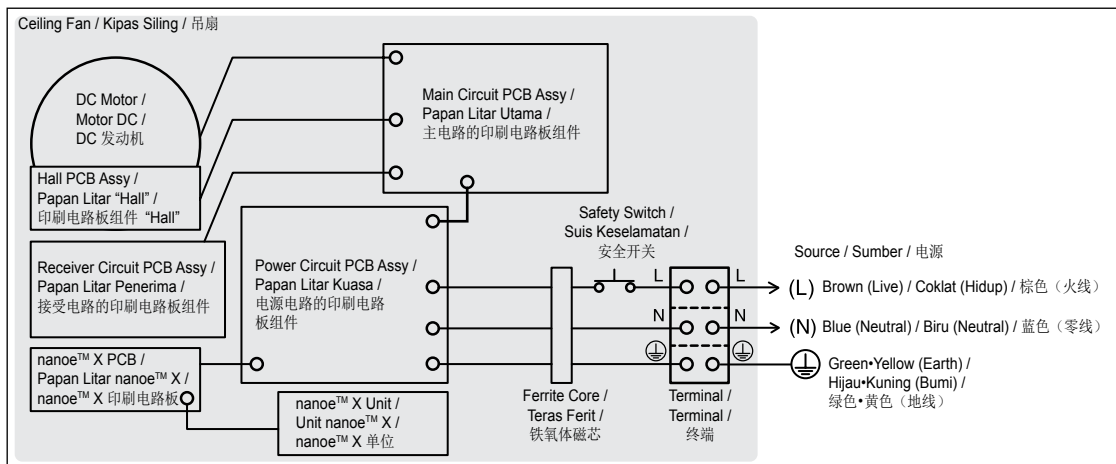 Ceiling Fan / Kipas Siling / 吊扇
DC Motor /
Motor DC /
DC 发动机
Hall PCB Assy /
Papan Litar “Hall” /
印刷电路板组件 “Hall”
Receiver Circuit PCB Assy /
Papan Litar Penerima /
接受电路的印刷电路板组件
nanoe™ X PCB /
Papan Litar nanoe™ X /
nanoe™ X 印刷电路板
Main Circuit PCB Assy /
Papan Litar Utama /
主电路的印刷电路板组件
Power Circuit PCB Assy /
Papan Litar Kuasa /
电源电路的印刷电路
板组件
nanoe™ X Unit /
Unit nanoe™ X /
nanoe™ X 单位
Safety Switch /
Suis Keselamatan /
安全开关
Ferrite Core /
Teras Ferit /
铁氧体磁芯
L
N
L
N
Terminal /
Terminal /
终端
Source / Sumber / 电源
(L) Brown (Live) / Coklat (Hidup) / 棕色（火线）
(N) Blue (Neutral) / Biru (Neutral) / 蓝色（零线）
Green•Yellow (Earth) /
Hijau•Kuning (Bumi) /
绿色•黄色（地线）